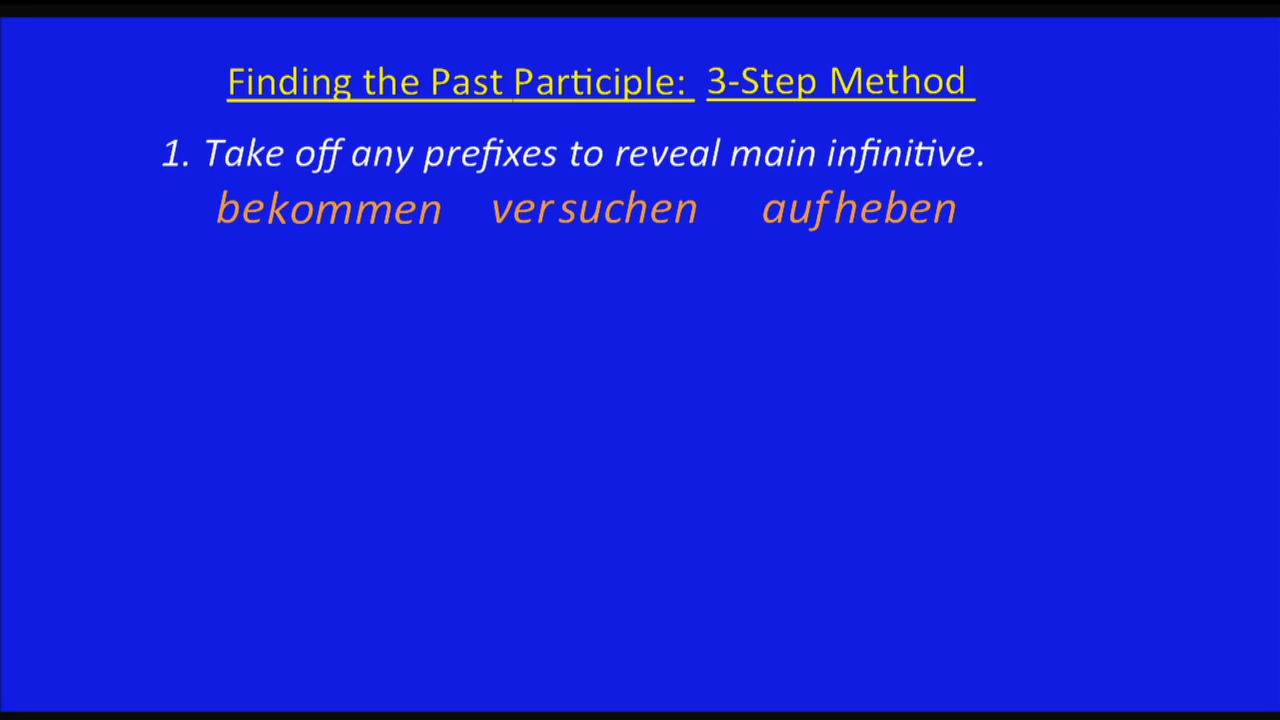 Finding the Past Participle: 3-Step Method
1. Take off any prefixes to reveal main infinitive.
bekommen versuchen aufheben